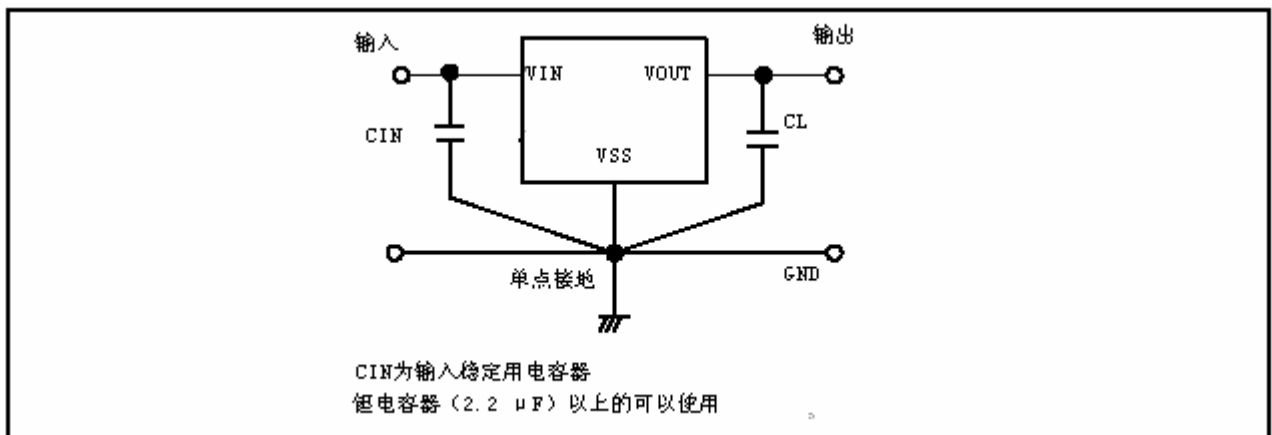 输入
输出
VIN
VOUT
CIN
CL
VSS
单点接地
GND
CIN为输入稳定用电容器
钽电容器（2.2 μF）以上的可以使用